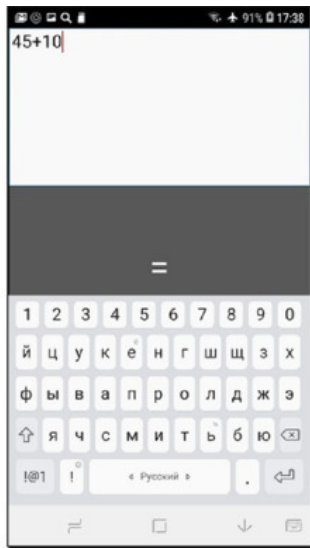 91% 17:38
45+10
=
1 2 3 4 5 6 7 8 9 0
й ц у к е н г ш щ з х
ф ы в а п р о л д ж э
я ч с м и т ь б ю
!@1 ! < Русский > .